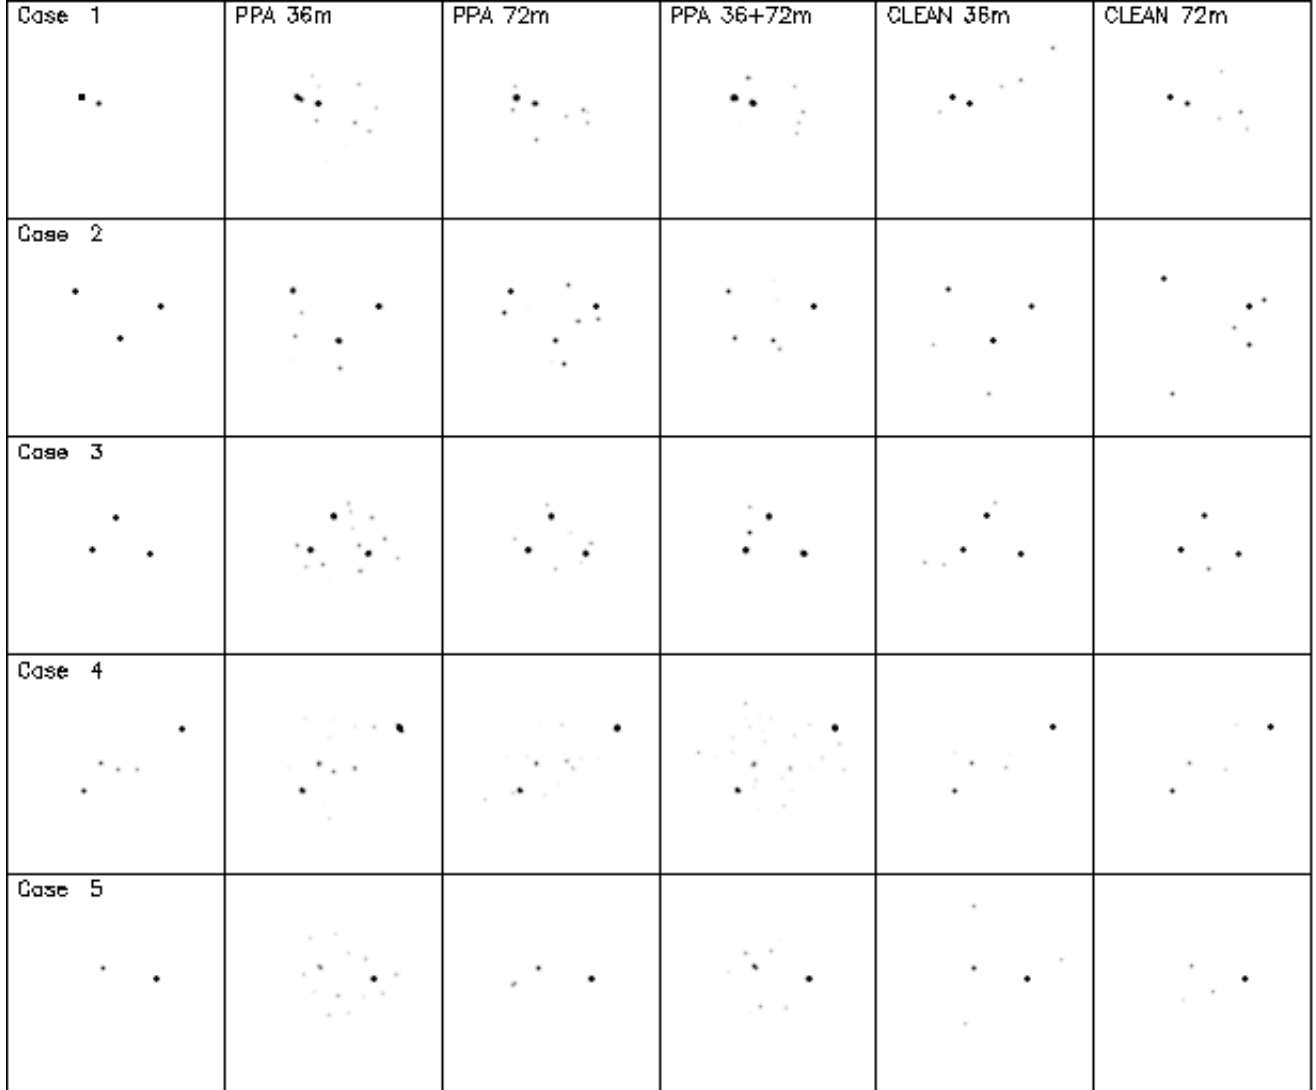 Case 1 PPA 36m PPA 72m PPA 36+72m CLEAN 36m CLEAN 72m
Case 2
Case 3
Case 4
Case 5